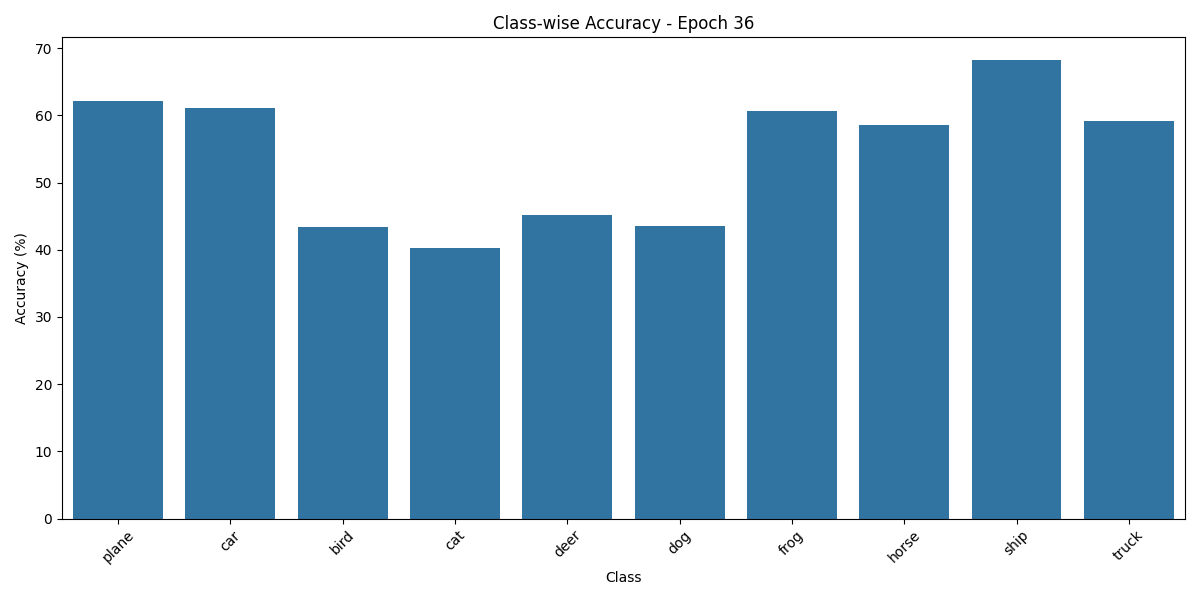 Class-wise Accuracy - Epoch 36
Accuracy (%)
70
60
50
40
30
20
10
0
plane
car
bird
cat
deer
dog
frog
horse
ship
truck
Class